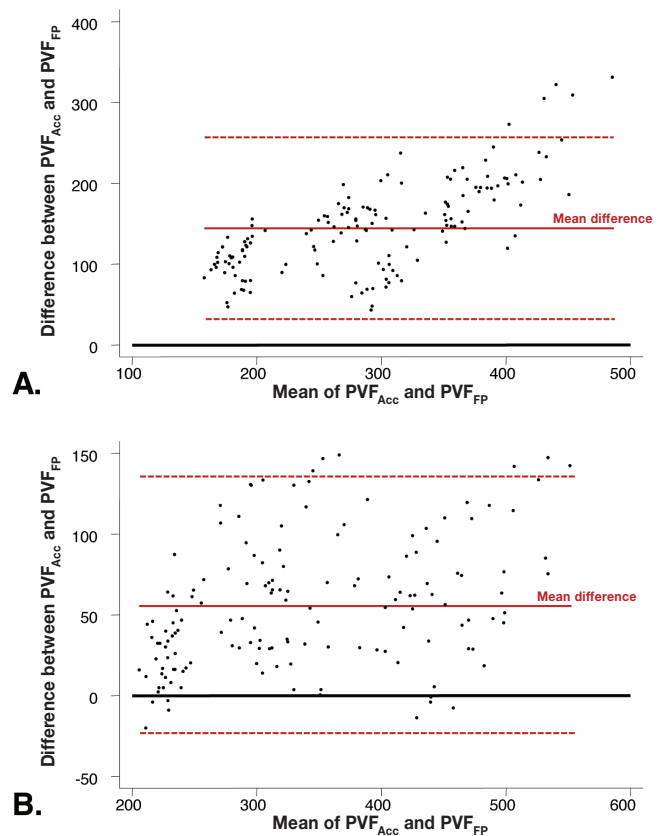 400
300
200
100
0
Difference between PVFAcc and PVFFP
Mean difference
100 200 300 400 500
Mean of PVFAcc and PVFFP
A.
150
100
50
0
-50
Difference between PVFAcc and PVFFP
Mean difference
200 300 400 500 600
Mean of PVFAcc and PVFFP
B.